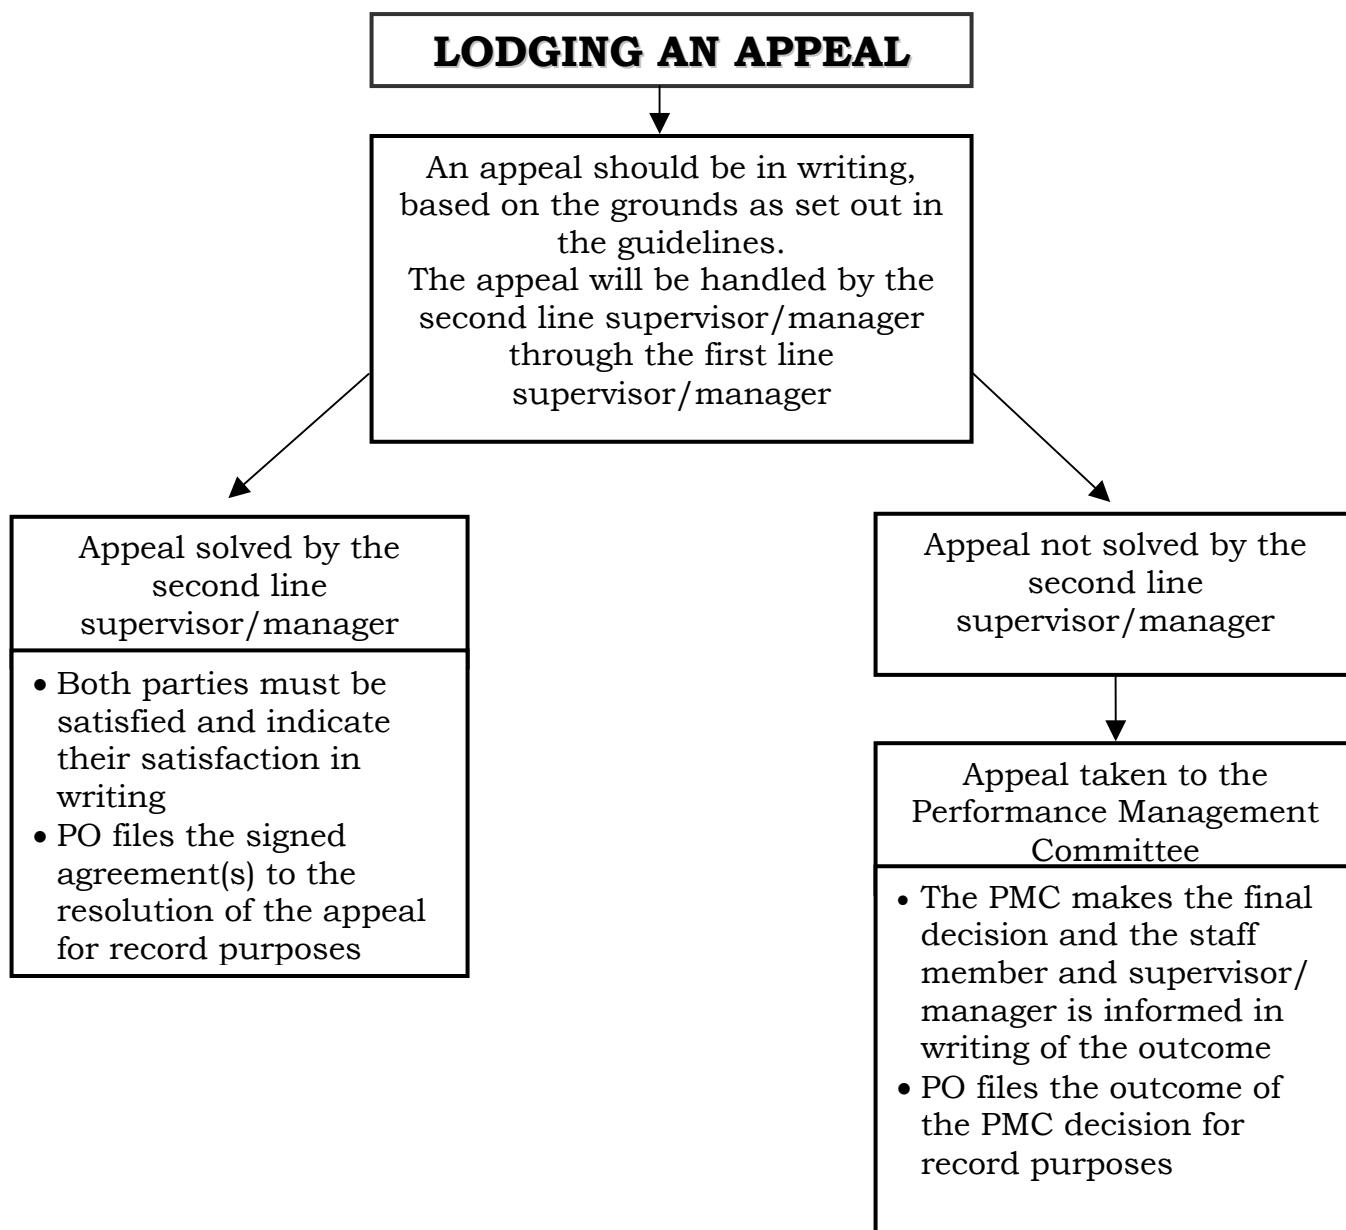 LODGING AN APPEAL
An appeal should be in writing,
based on the grounds as set out in
the guidelines.
The appeal will be handled by the
second line supervisor/manager
through the first line
supervisor/manager
Appeal solved by the
second line
supervisor/manager
• Both parties must be
satisfied and indicate
their satisfaction in
writing
• PO files the signed
agreement(s) to the
resolution of the appeal
for record purposes
Appeal not solved by the
second line
supervisor/manager
Appeal taken to the
Performance Management
Committee
• The PMC makes the final
decision and the staff
member and supervisor/
manager is informed in
writing of the outcome
• PO files the outcome of
the PMC decision for
record purposes